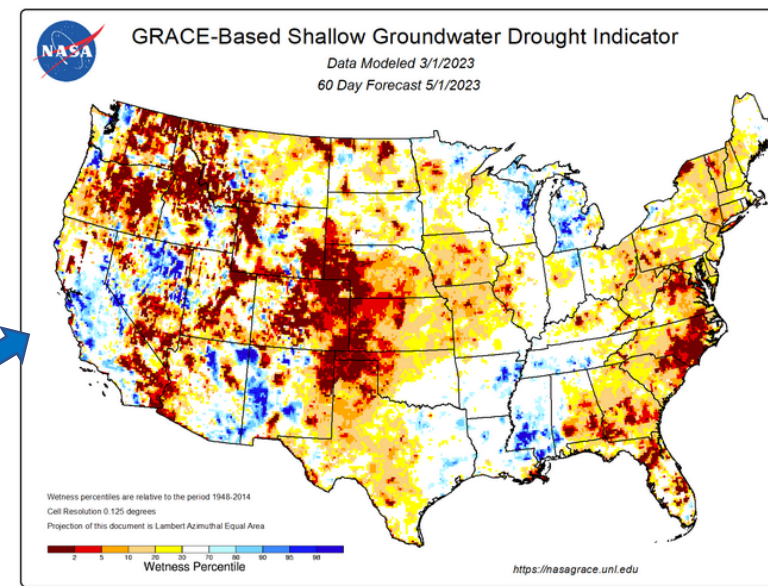 NASA
GRACE-Based Shallow Groundwater Drought Indicator
Data Modeled 3/1/2023
60 Day Forecast 5/1/2023
Wetness percentiles are relative to the period 1948-2014
Cell Resolution 0.125 degrees
Projection of this document is Lambert Azimuthal Equal Area
2 5 10 20 30 70 80 90 95 98
Wetness Percentile
https://nasagrace.unl.edu